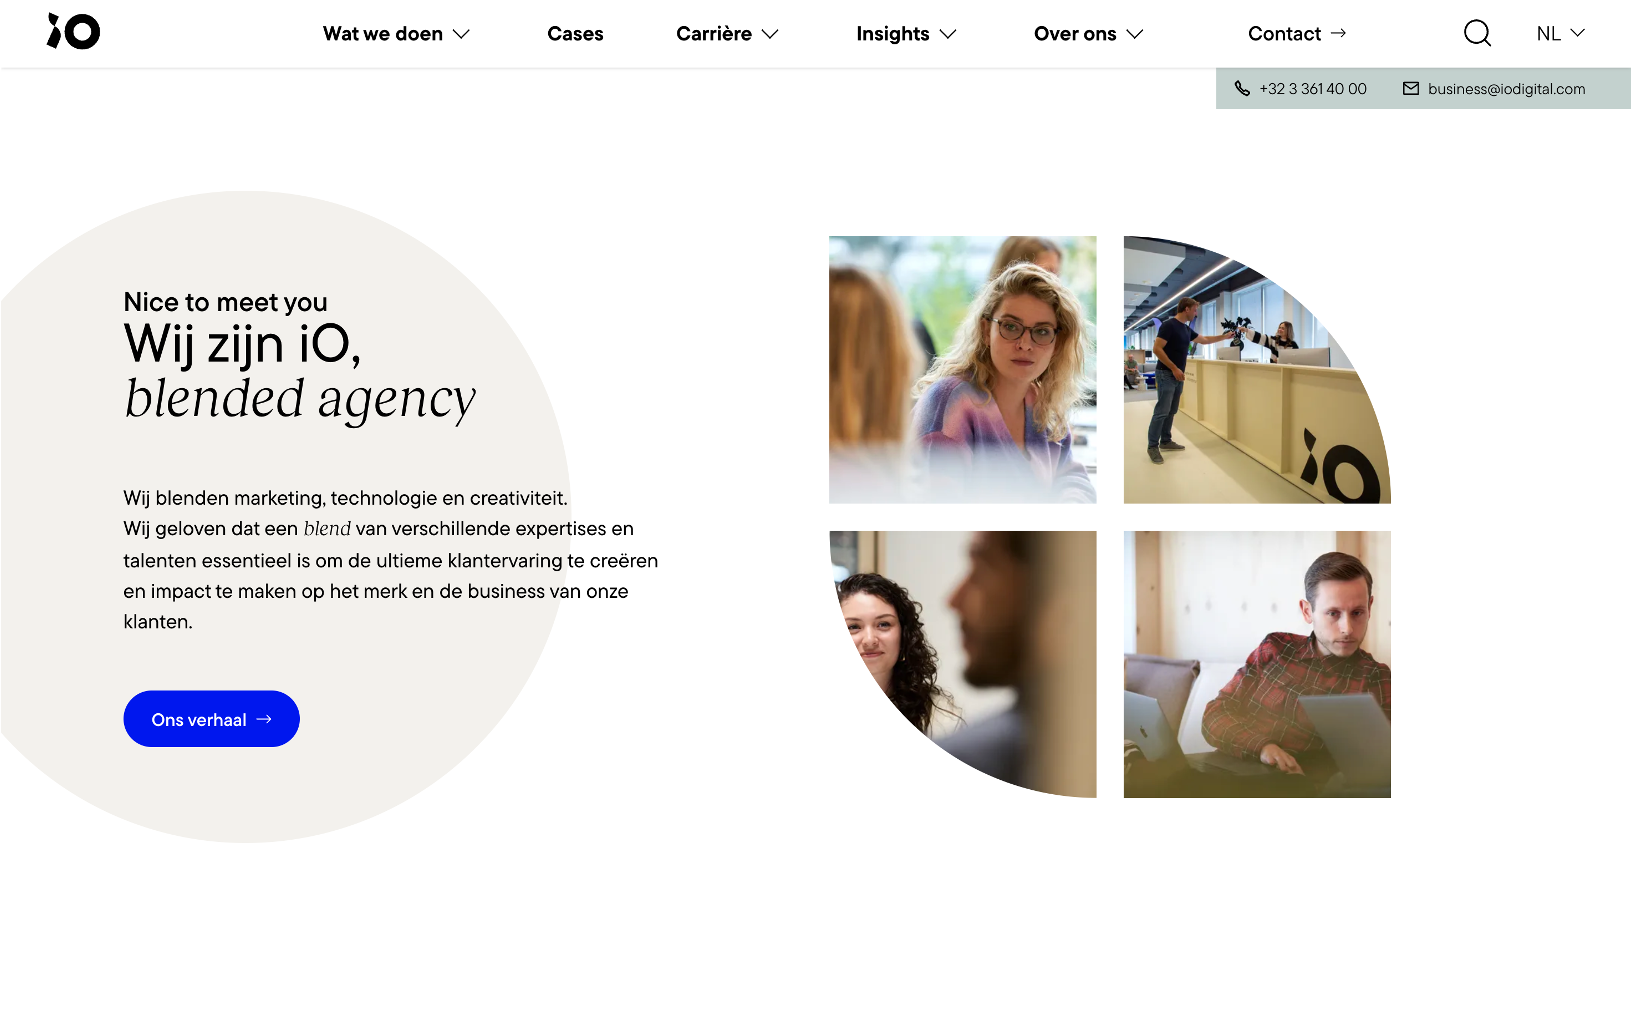 iO
Wat we doen
Cases
Carrière
Insights
Over ons
Contact
NL
+32 3 361 40 00
business@iodigital.com
Nice to meet you
Wij zijn iO,
blended agency
Wij blenden marketing, technologie en creativiteit.
Wij geloven dat een blend van verschillende expertises en
talenten essentieel is om de ultieme klantervaring te creëren
en impact te maken op het merk en de business van onze
klanten.
Ons verhaal
iO